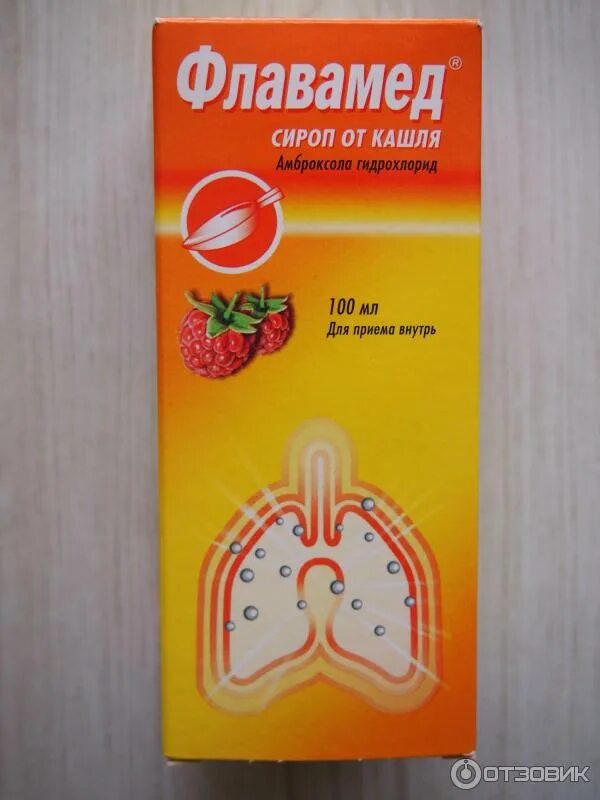 Флавамед®
СИРОП ОТ КАШЛЯ
Амброксола гидрохлорид
100 мл
Для приема внутрь
ОТЗОВИК